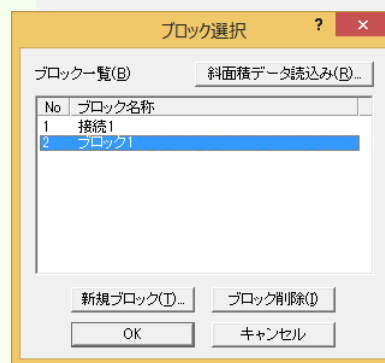 ブロック選択 ? ×
ブロック一覧(B) 斜面積データ読込み(R)...
No ブロック名称
1 接続1
2 ブロック1
新規ブロック(T)... ブロック削除(I)
OK キャンセル